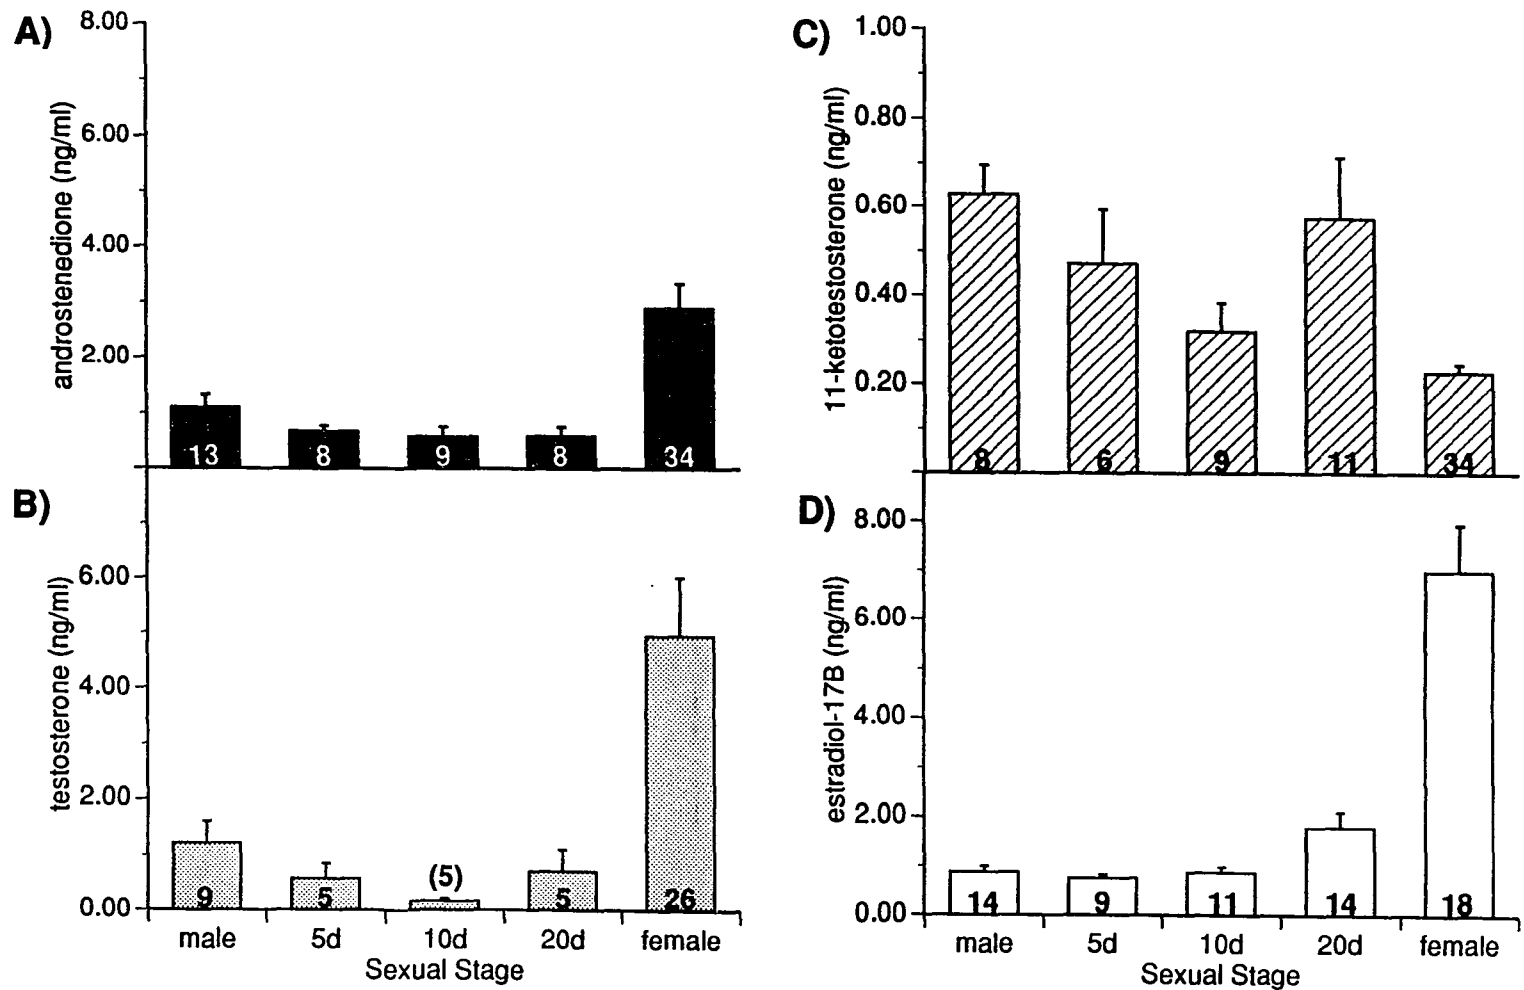 A)
8.00
6.00
4.00
2.00
androstenedione (ng/ml)
13 8 9 8 34
B)
6.00
4.00
2.00
0.00
testosterone (ng/ml)
9 5 (5) 5 26
male 5d 10d 20d female
Sexual Stage
C)
1.00
0.80
0.60
0.40
0.20
11-ketotestosterone (ng/ml)
8 6 9 11 34
D)
8.00
6.00
4.00
2.00
0.00
estradiol-17B (ng/ml)
14 9 11 14 18
male 5d 10d 20d female
Sexual Stage